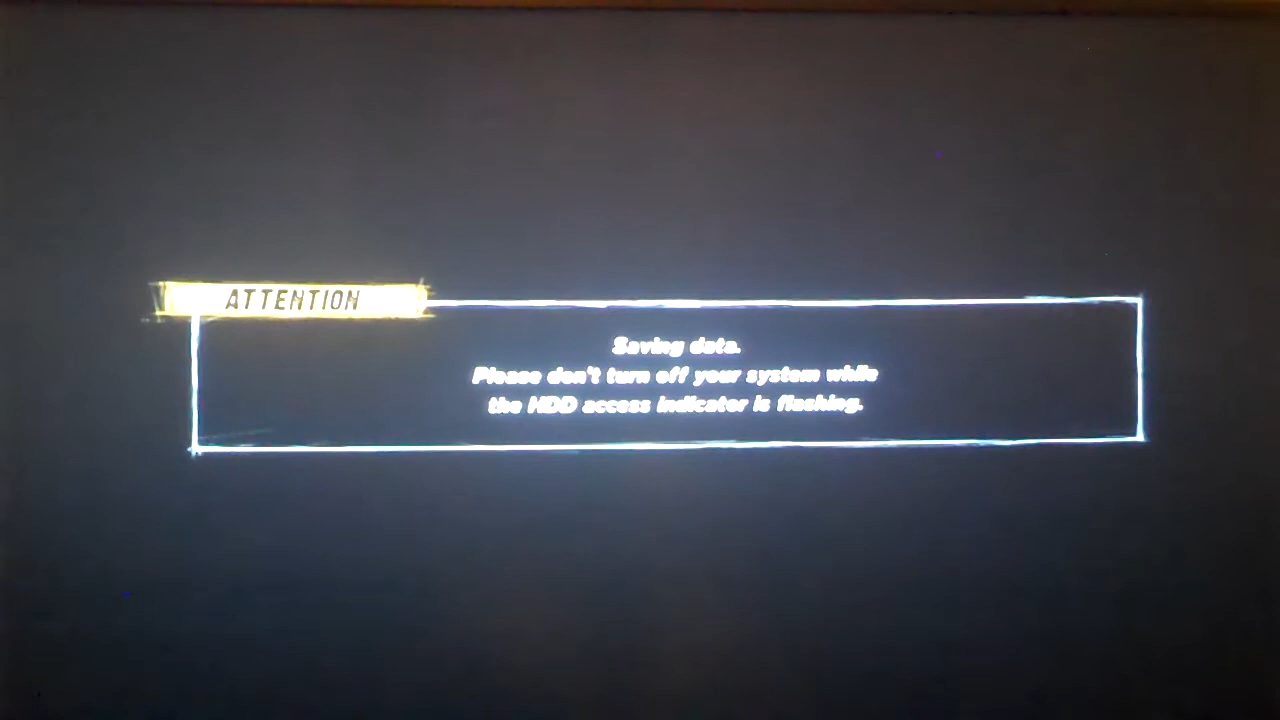 ATTENTION
Saving data.
Please don't turn off your system while
the HDD access indicator is flashing.